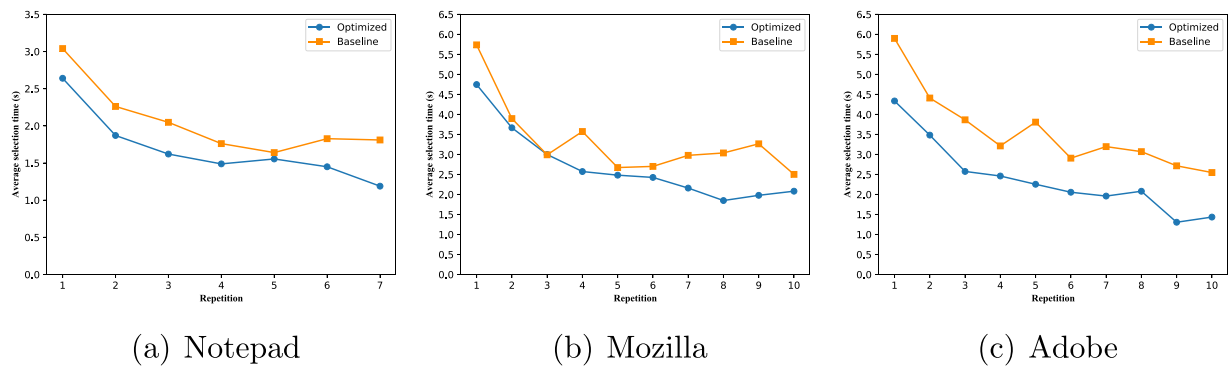 3.5
3.0
2.5
2.0
1.5
1.0
0.5
0.0
Average selection time (s)
1 2 3 4 5 6 7
Repetition
Optimized
Baseline
(a) Notepad
6.5
6.0
5.5
5.0
4.5
4.0
3.5
3.0
2.5
2.0
1.5
1.0
0.5
0.0
Average selection time (s)
1 2 3 4 5 6 7 8 9 10
Repetition
Optimized
Baseline
(b) Mozilla
6.5
6.0
5.5
5.0
4.5
4.0
3.5
3.0
2.5
2.0
1.5
1.0
0.5
0.0
Average selection time (s)
1 2 3 4 5 6 7 8 9 10
Repetition
Optimized
Baseline
(c) Adobe